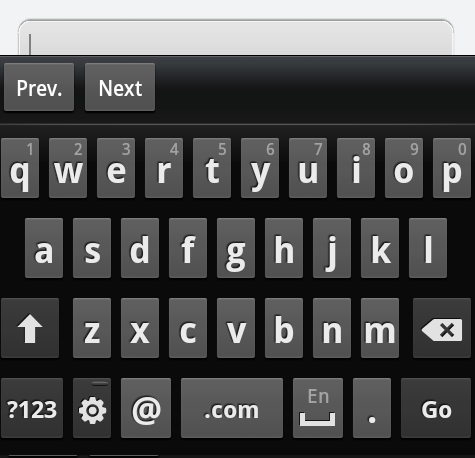 Prev. Next
1 2 3 4 5 6 7 8 9 0
q w e r t y u i o p
a s d f g h j k l
z x c v b n m
?123 @ .com En . Go